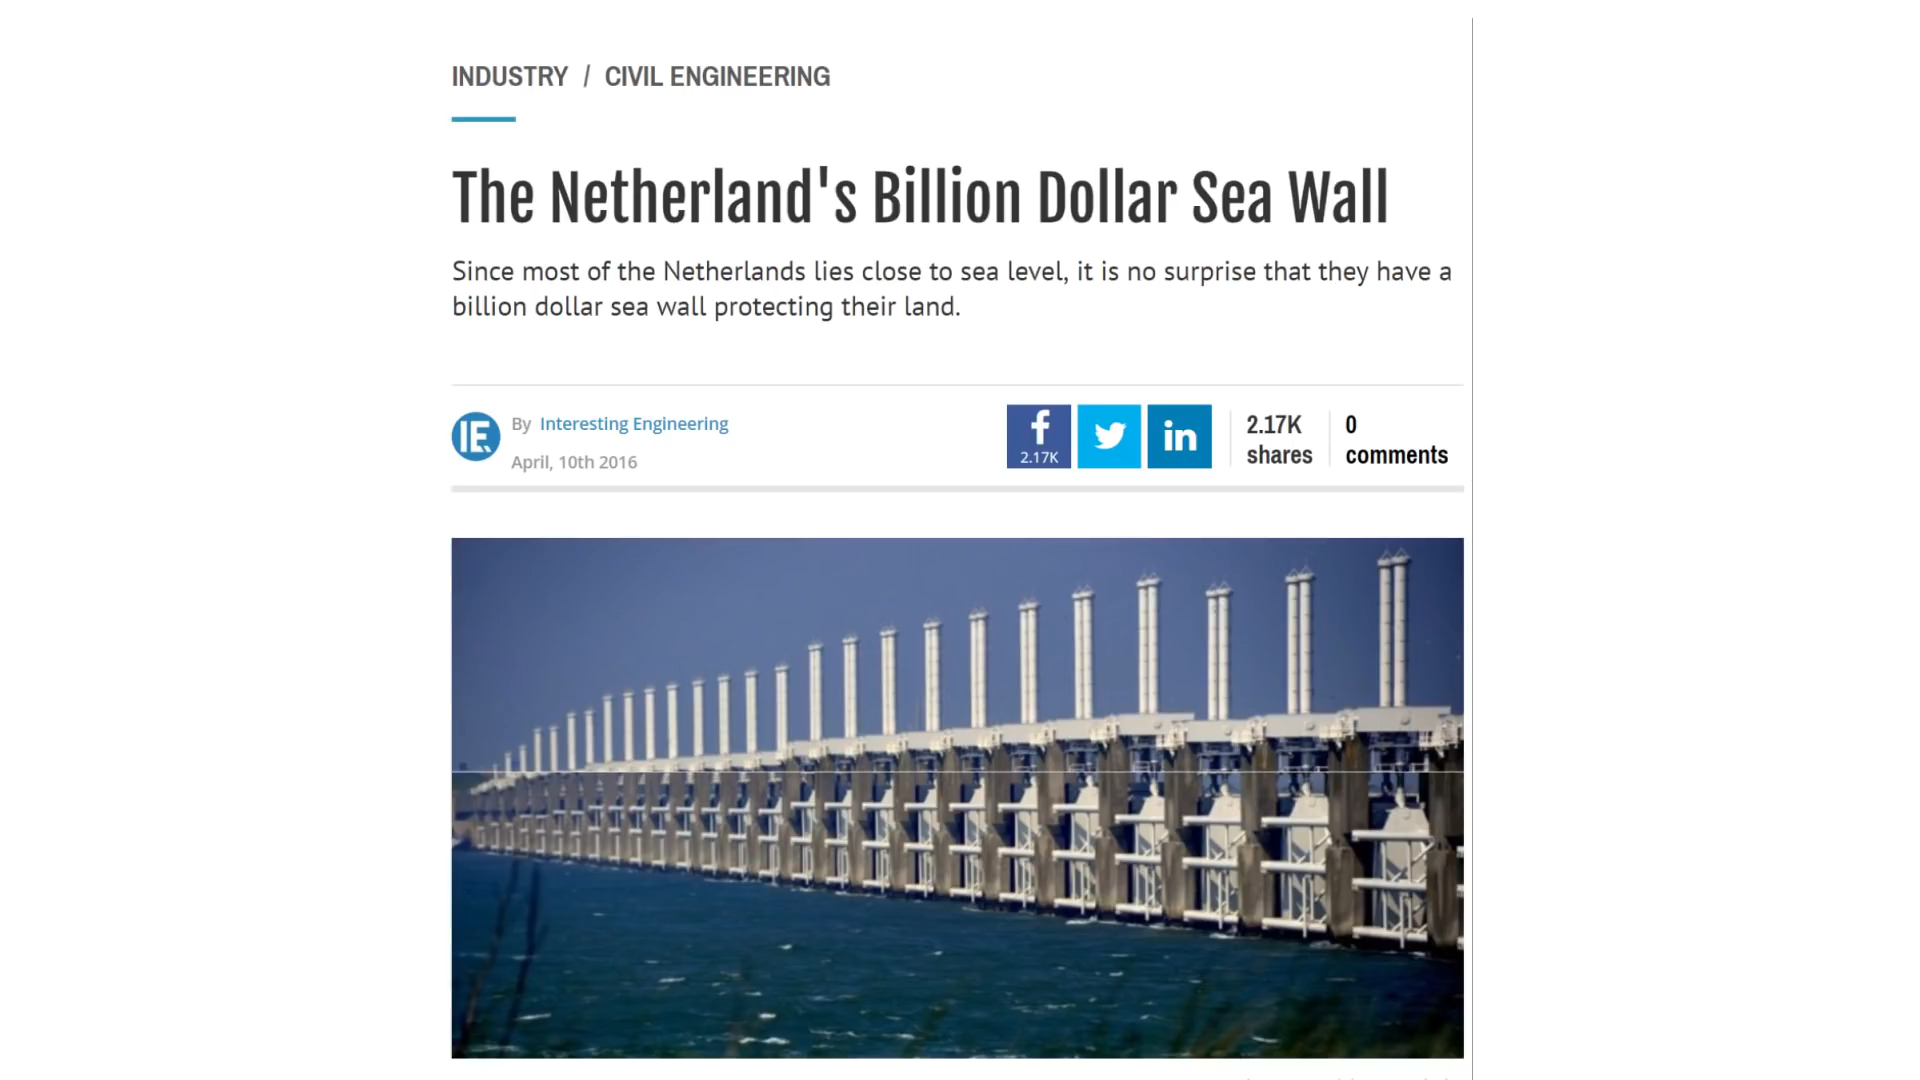 INDUSTRY / CIVIL ENGINEERING
The Netherland's Billion Dollar Sea Wall
Since most of the Netherlands lies close to sea level, it is no surprise that they have a
billion dollar sea wall protecting their land.
IE
By Interesting Engineering
April, 10th 2016
f
2.17K
in
2.17K
shares
0
comments